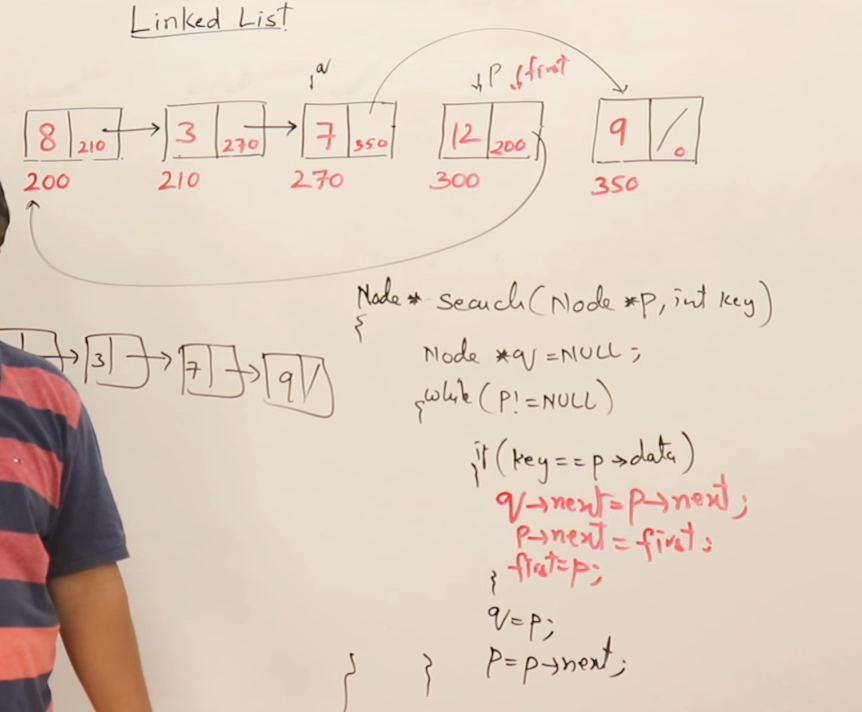 Linked List
q
P first
8 210 3 270 7 350 12 200 9 0
200 210 270 300 350
Node* search(Node *P, int key)
{
Node *q=NULL;
{while(P!=NULL)
3 7 9
{if(key==p→data)
q→next=p→next;
p→next=first;
first=p;
}
q=p;
p=p→next;
} }